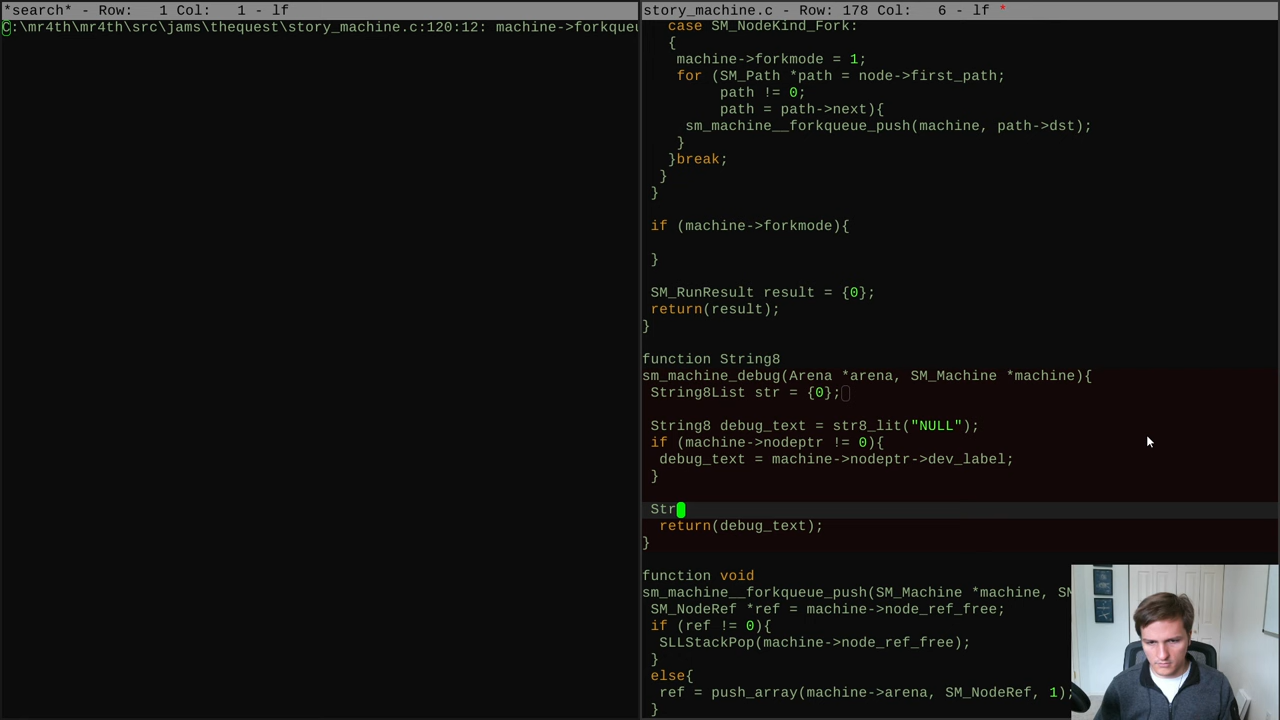 *search* - Row:   1 Col:   1 - lf
C:\mr4th\mr4th\src\jams\thequest\story_machine.c:120:12: machine->forkqueu
story_machine.c - Row: 178 Col:   6 - lf *
case SM_NodeKind_Fork:
{
machine->forkmode = 1;
for (SM_Path *path = node->first_path;
path != 0;
path = path->next){
sm_machine__forkqueue_push(machine, path->dst);
}
}break;
}
}
if (machine->forkmode){
}
SM_RunResult result = {0};
return(result);
}
function String8
sm_machine_debug(Arena *arena, SM_Machine *machine){
String8List str = {0};
String8 debug_text = str8_lit("NULL");
if (machine->nodeptr != 0){
debug_text = machine->nodeptr->dev_label;
}
Str
return(debug_text);
}
function void
sm_machine__forkqueue_push(SM_Machine *machine, SM
SM_NodeRef *ref = machine->node_ref_free;
if (ref != 0){
SLLStackPop(machine->node_ref_free);
}
else{
ref = push_array(machine->arena, SM_NodeRef, 1);
}